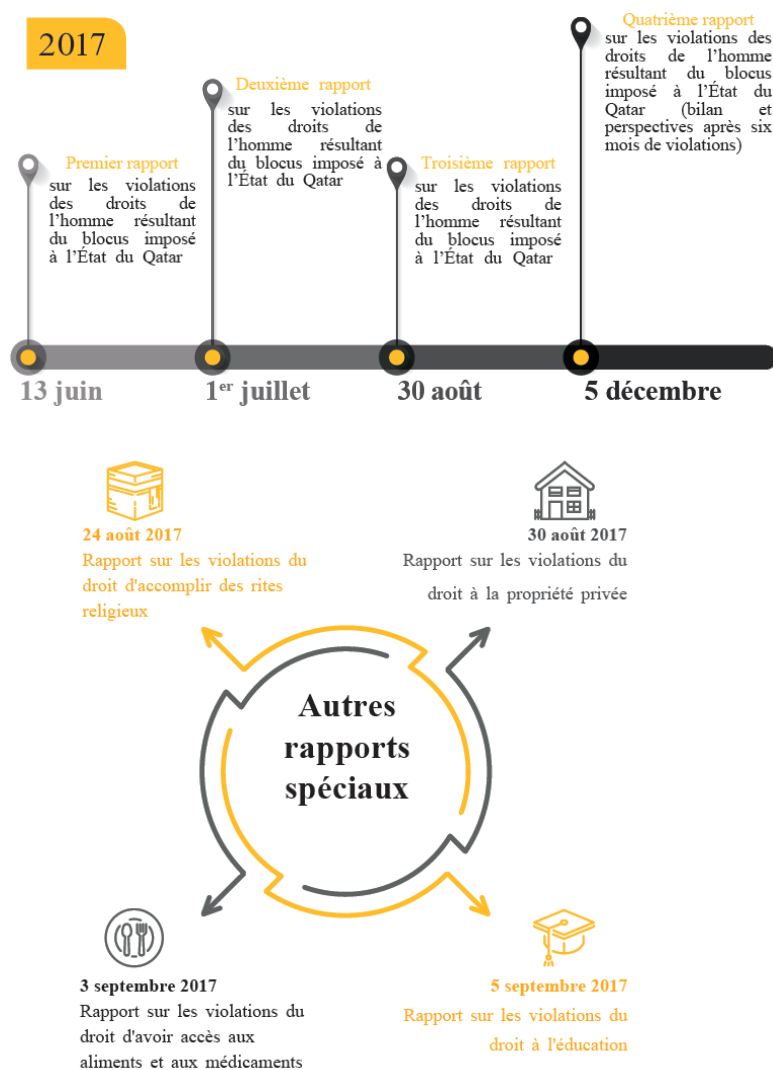 2017
Premier rapport
sur les violations
des droits de
l’homme résultant
du blocus imposé
à l’État du Qatar
Deuxième rapport
sur les violations
des droits de
l’homme résultant
du blocus imposé à
l’État du Qatar
Troisième rapport
sur les violations
des droits de
l’homme résultant
du blocus imposé
à l’État du Qatar
Quatrième rapport
sur les violations des
droits de l’homme
résultant du blocus
imposé à l’État du
Qatar (bilan et
perspectives après six
mois de violations)
13 juin
1er juillet
30 août
5 décembre
24 août 2017
Rapport sur les violations du
droit d'accomplir des rites
religieux
30 août 2017
Rapport sur les violations du
droit à la propriété privée
Autres
rapports
spéciaux
3 septembre 2017
Rapport sur les violations du
droit d'avoir accès aux
aliments et aux médicaments
5 septembre 2017
Rapport sur les violations du
droit à l'éducation